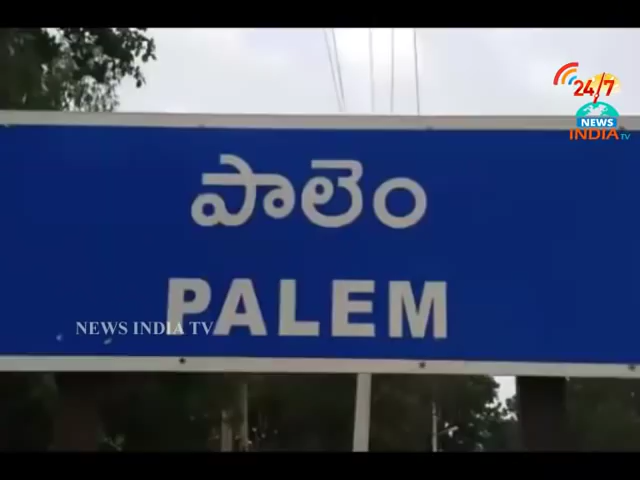 24/7
NEWS
INDIA TV
పాలెం
PALEM
NEWS INDIA TV